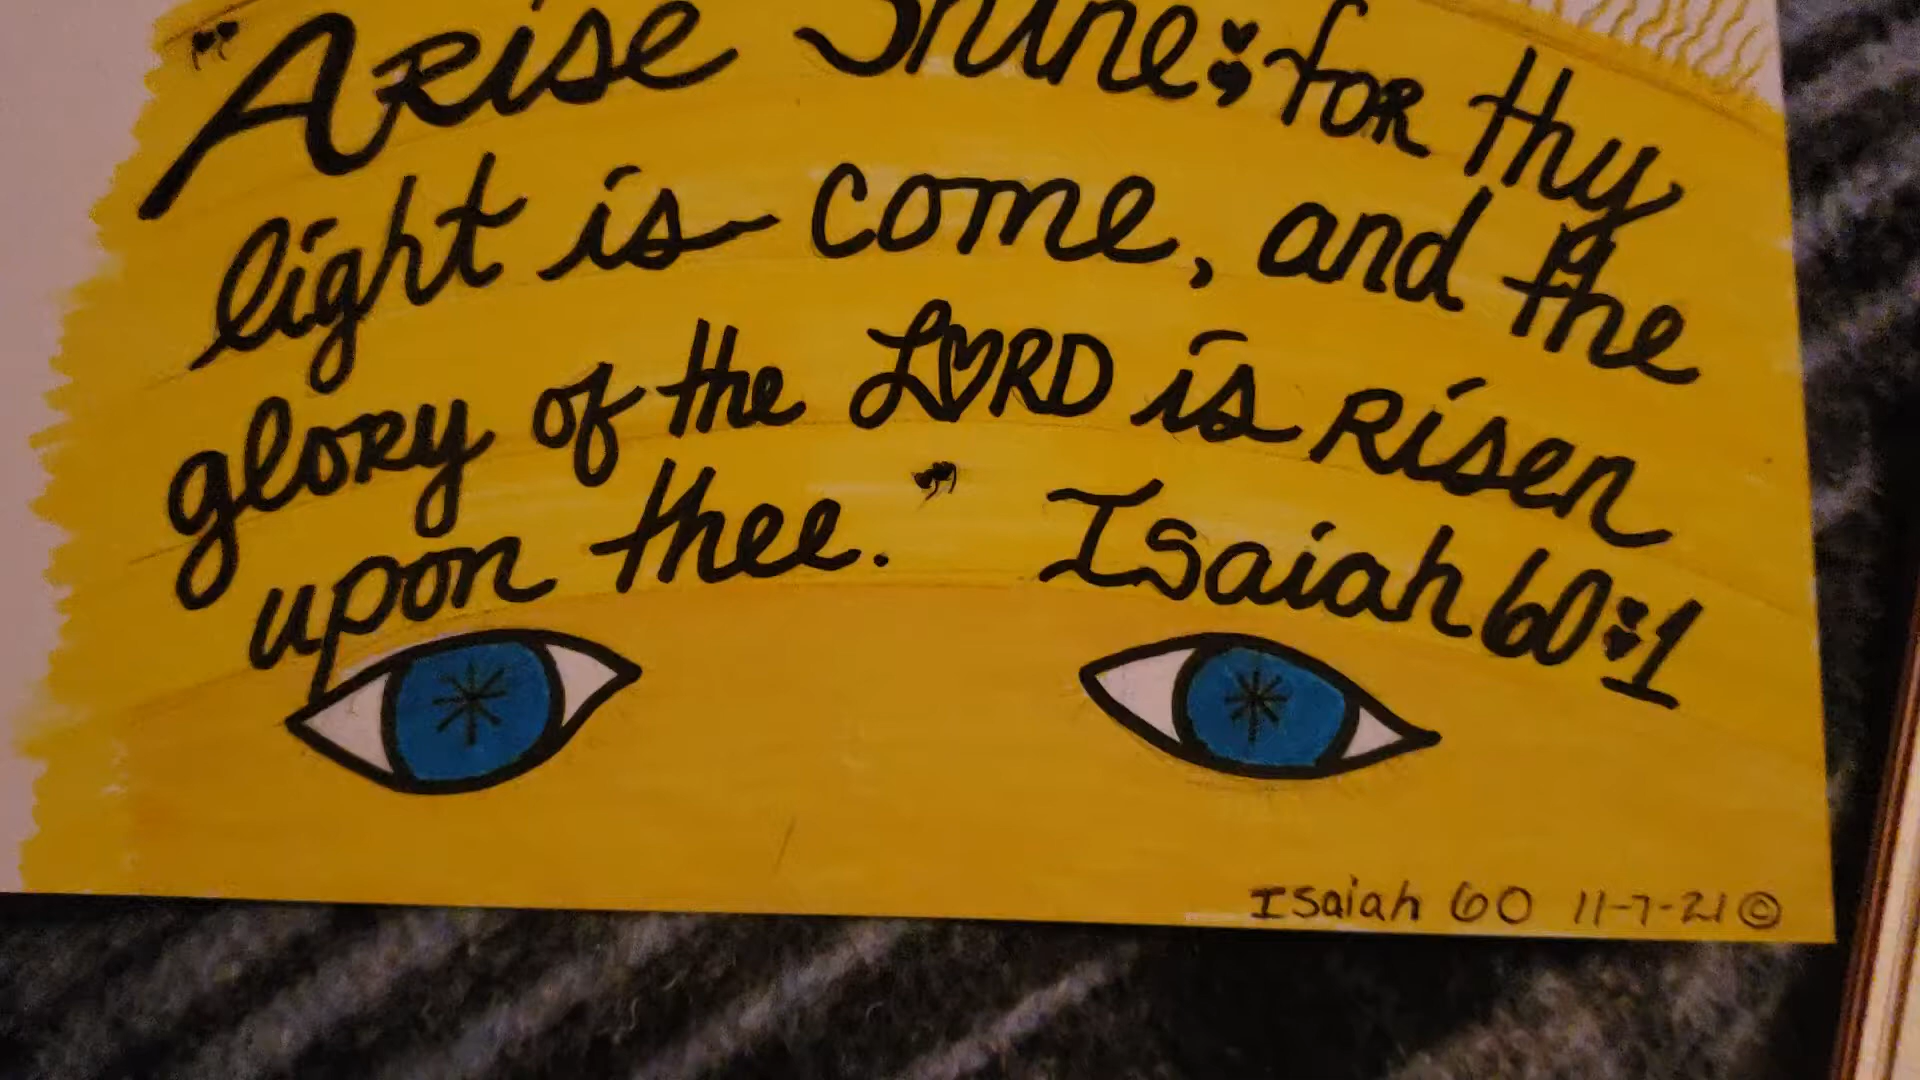 "Arise Shine; for thy
light is come, and the
glory of the LORD is risen
upon thee." Isaiah 60:1
Isaiah 60 11-7-21 ©